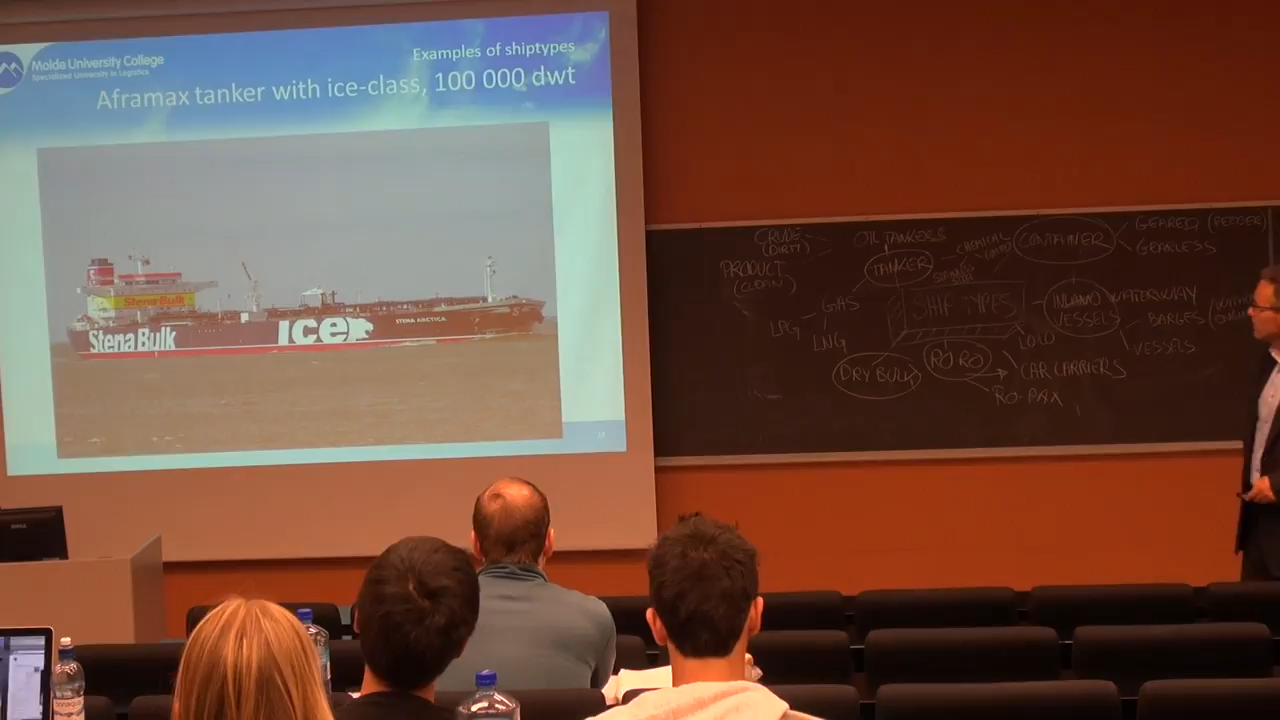 Molde University College
Specialized University in Logistics
Examples of shiptypes
Aframax tanker with ice-class, 100 000 dwt
Stena Bulk
Stena Bulk
Ice
STENA ARCTICA
CRUDE
(DIRTY)
PRODUCT
(CLEAN)
OIL TANKERS
TANKER
CHEMICAL
GAS
LPG
LNG
SHIP TYPES
CONTAINER
GEARED (FEEDER)
GEARLESS
INLAND WATERWAY
VESSELS
BARGES
VESSELS
LOLO
RO RO
CAR CARRIERS
RO-PAX
DRY BULK
DELL
bonaqua